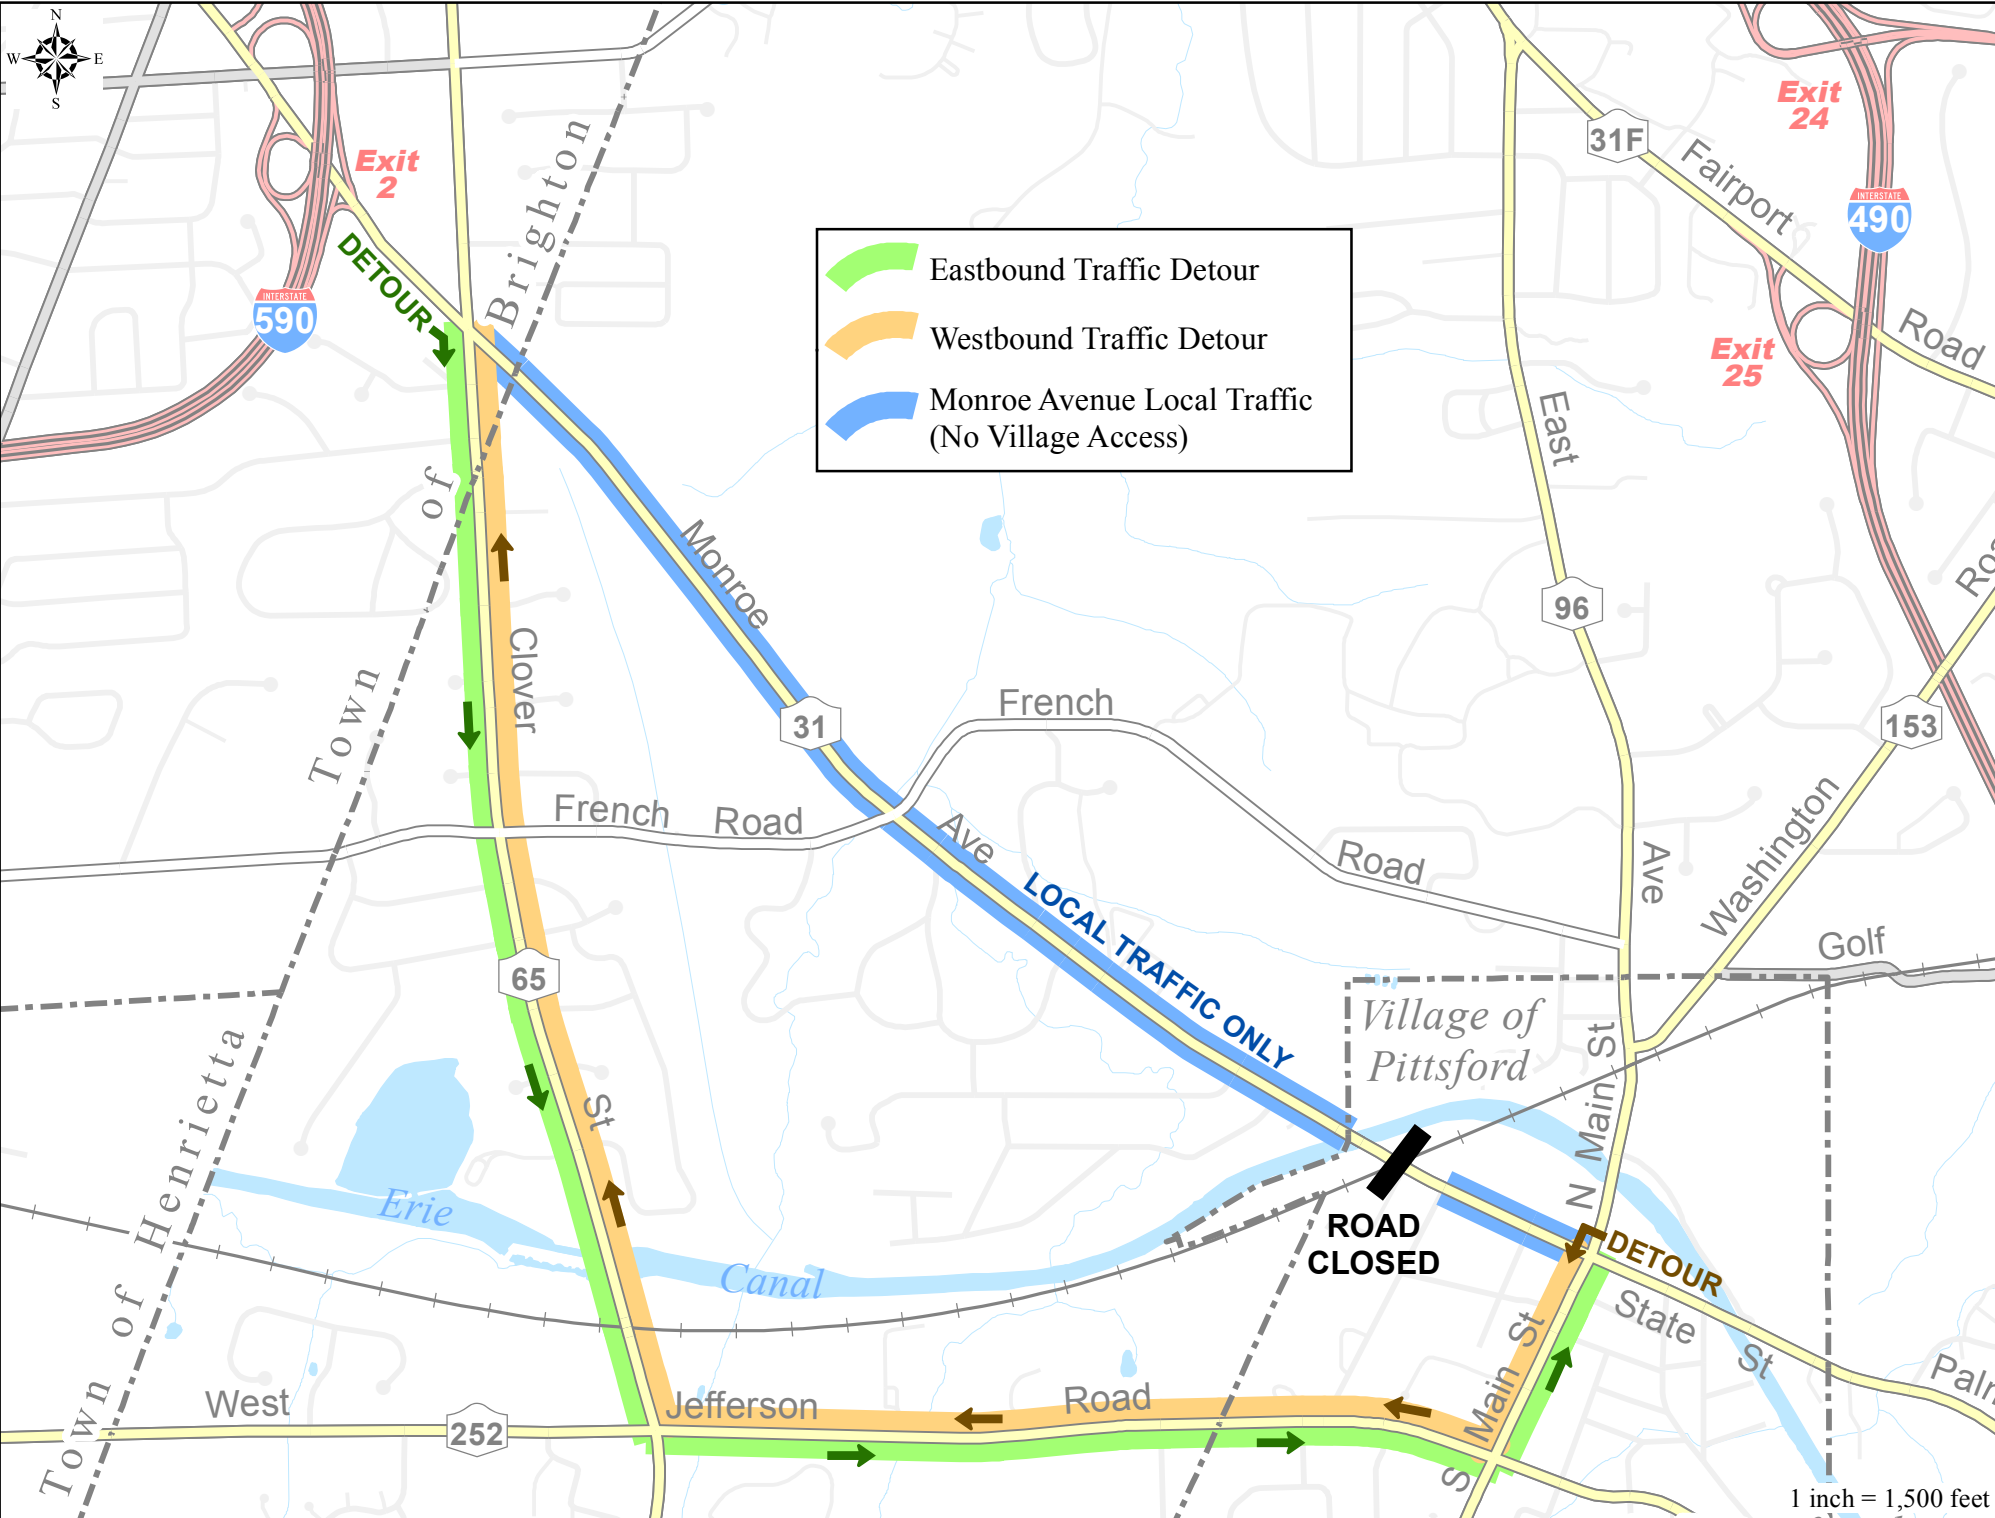 N
W
E
S
Exit
2
DETOUR
INTERSTATE
590
Town of Brighton
Eastbound Traffic Detour
Westbound Traffic Detour
Monroe Avenue Local Traffic
(No Village Access)
31F
Fairport
Road
Exit
24
INTERSTATE
490
Exit
25
East
Ave
96
153
Washington
Golf
Monroe
Ave
31
Clover
St
65
French
Road
French
Road
LOCAL TRAFFIC ONLY
Village of
Pittsford
N Main St
ROAD
CLOSED
DETOUR
State
St
S Main St
Town of Henrietta
Erie
Canal
West
252
Jefferson
Road
1 inch = 1,500 feet